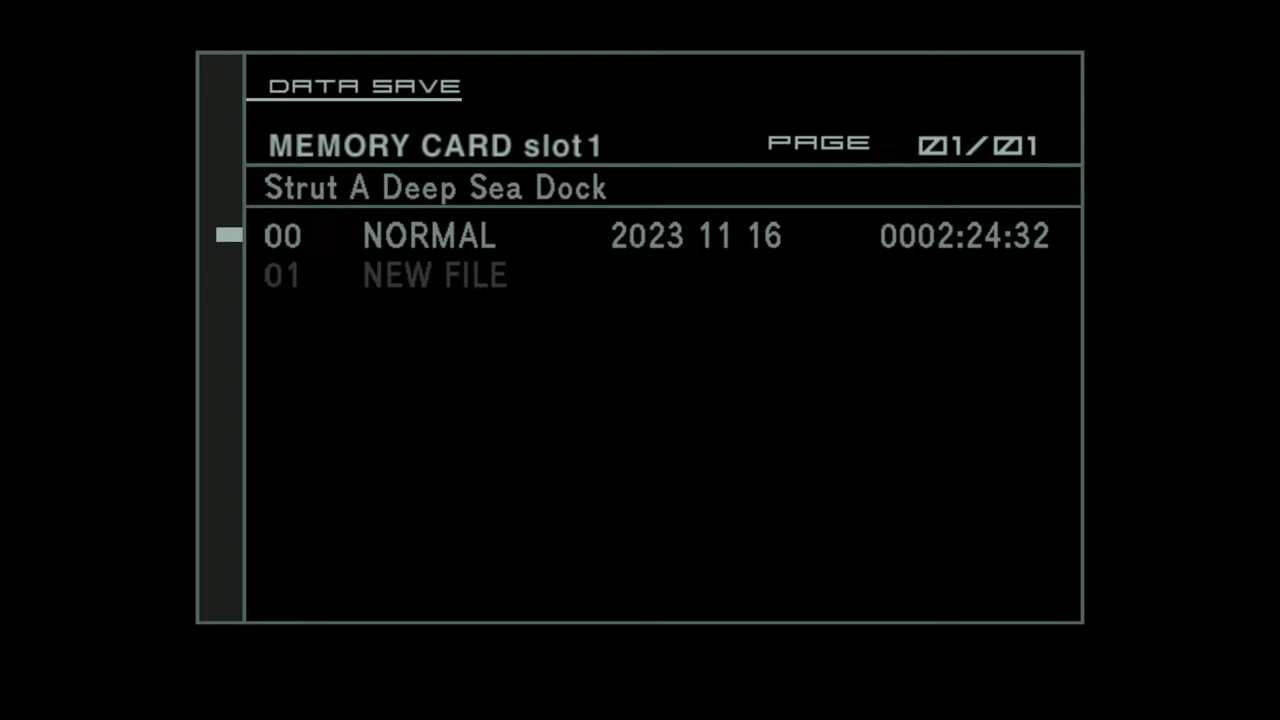 DATA SAVE
MEMORY CARD slot1 PAGE 01/01
Strut A Deep Sea Dock
00 NORMAL 2023 11 16 0002:24:32
01 NEW FILE